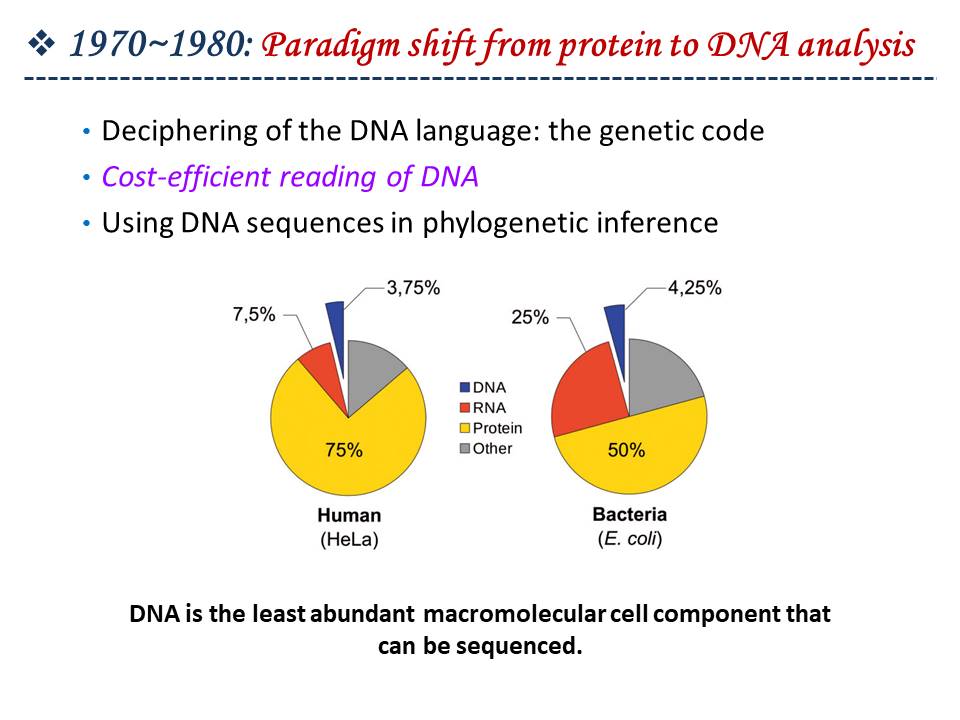 ❖ 1970~1980: Paradigm shift from protein to DNA analysis
• Deciphering of the DNA language: the genetic code
• Cost-efficient reading of DNA
• Using DNA sequences in phylogenetic inference
3,75%
7,5%
75%
Human
(HeLa)
DNA
RNA
Protein
Other
4,25%
25%
50%
Bacteria
(E. coli)
DNA is the least abundant macromolecular cell component that
can be sequenced.